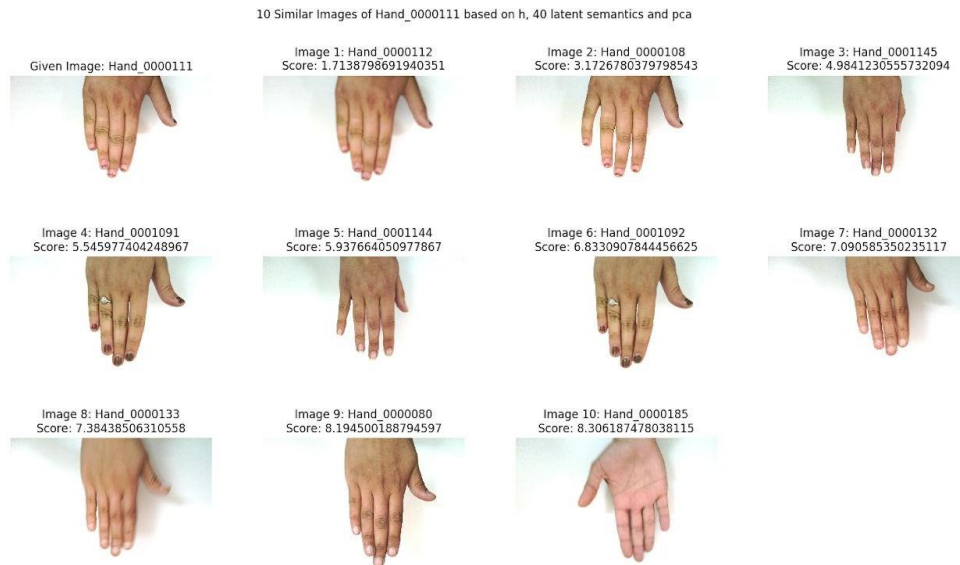 10 Similar Images of Hand_0000111 based on h, 40 latent semantics and pca
Given Image: Hand_0000111
Image 1: Hand_0000112
Score: 1.7138798691940351
Image 2: Hand_0000108
Score: 3.1726780379798543
Image 3: Hand_0001145
Score: 4.9841230555732094
Image 4: Hand_0001091
Score: 5.545977404248967
Image 5: Hand_0001144
Score: 5.937664050977867
Image 6: Hand_0001092
Score: 6.8330907844456625
Image 7: Hand_0000132
Score: 7.090585350235117
Image 8: Hand_0000133
Score: 7.38438506310558
Image 9: Hand_0000080
Score: 8.194500188794597
Image 10: Hand_0000185
Score: 8.306187478038115